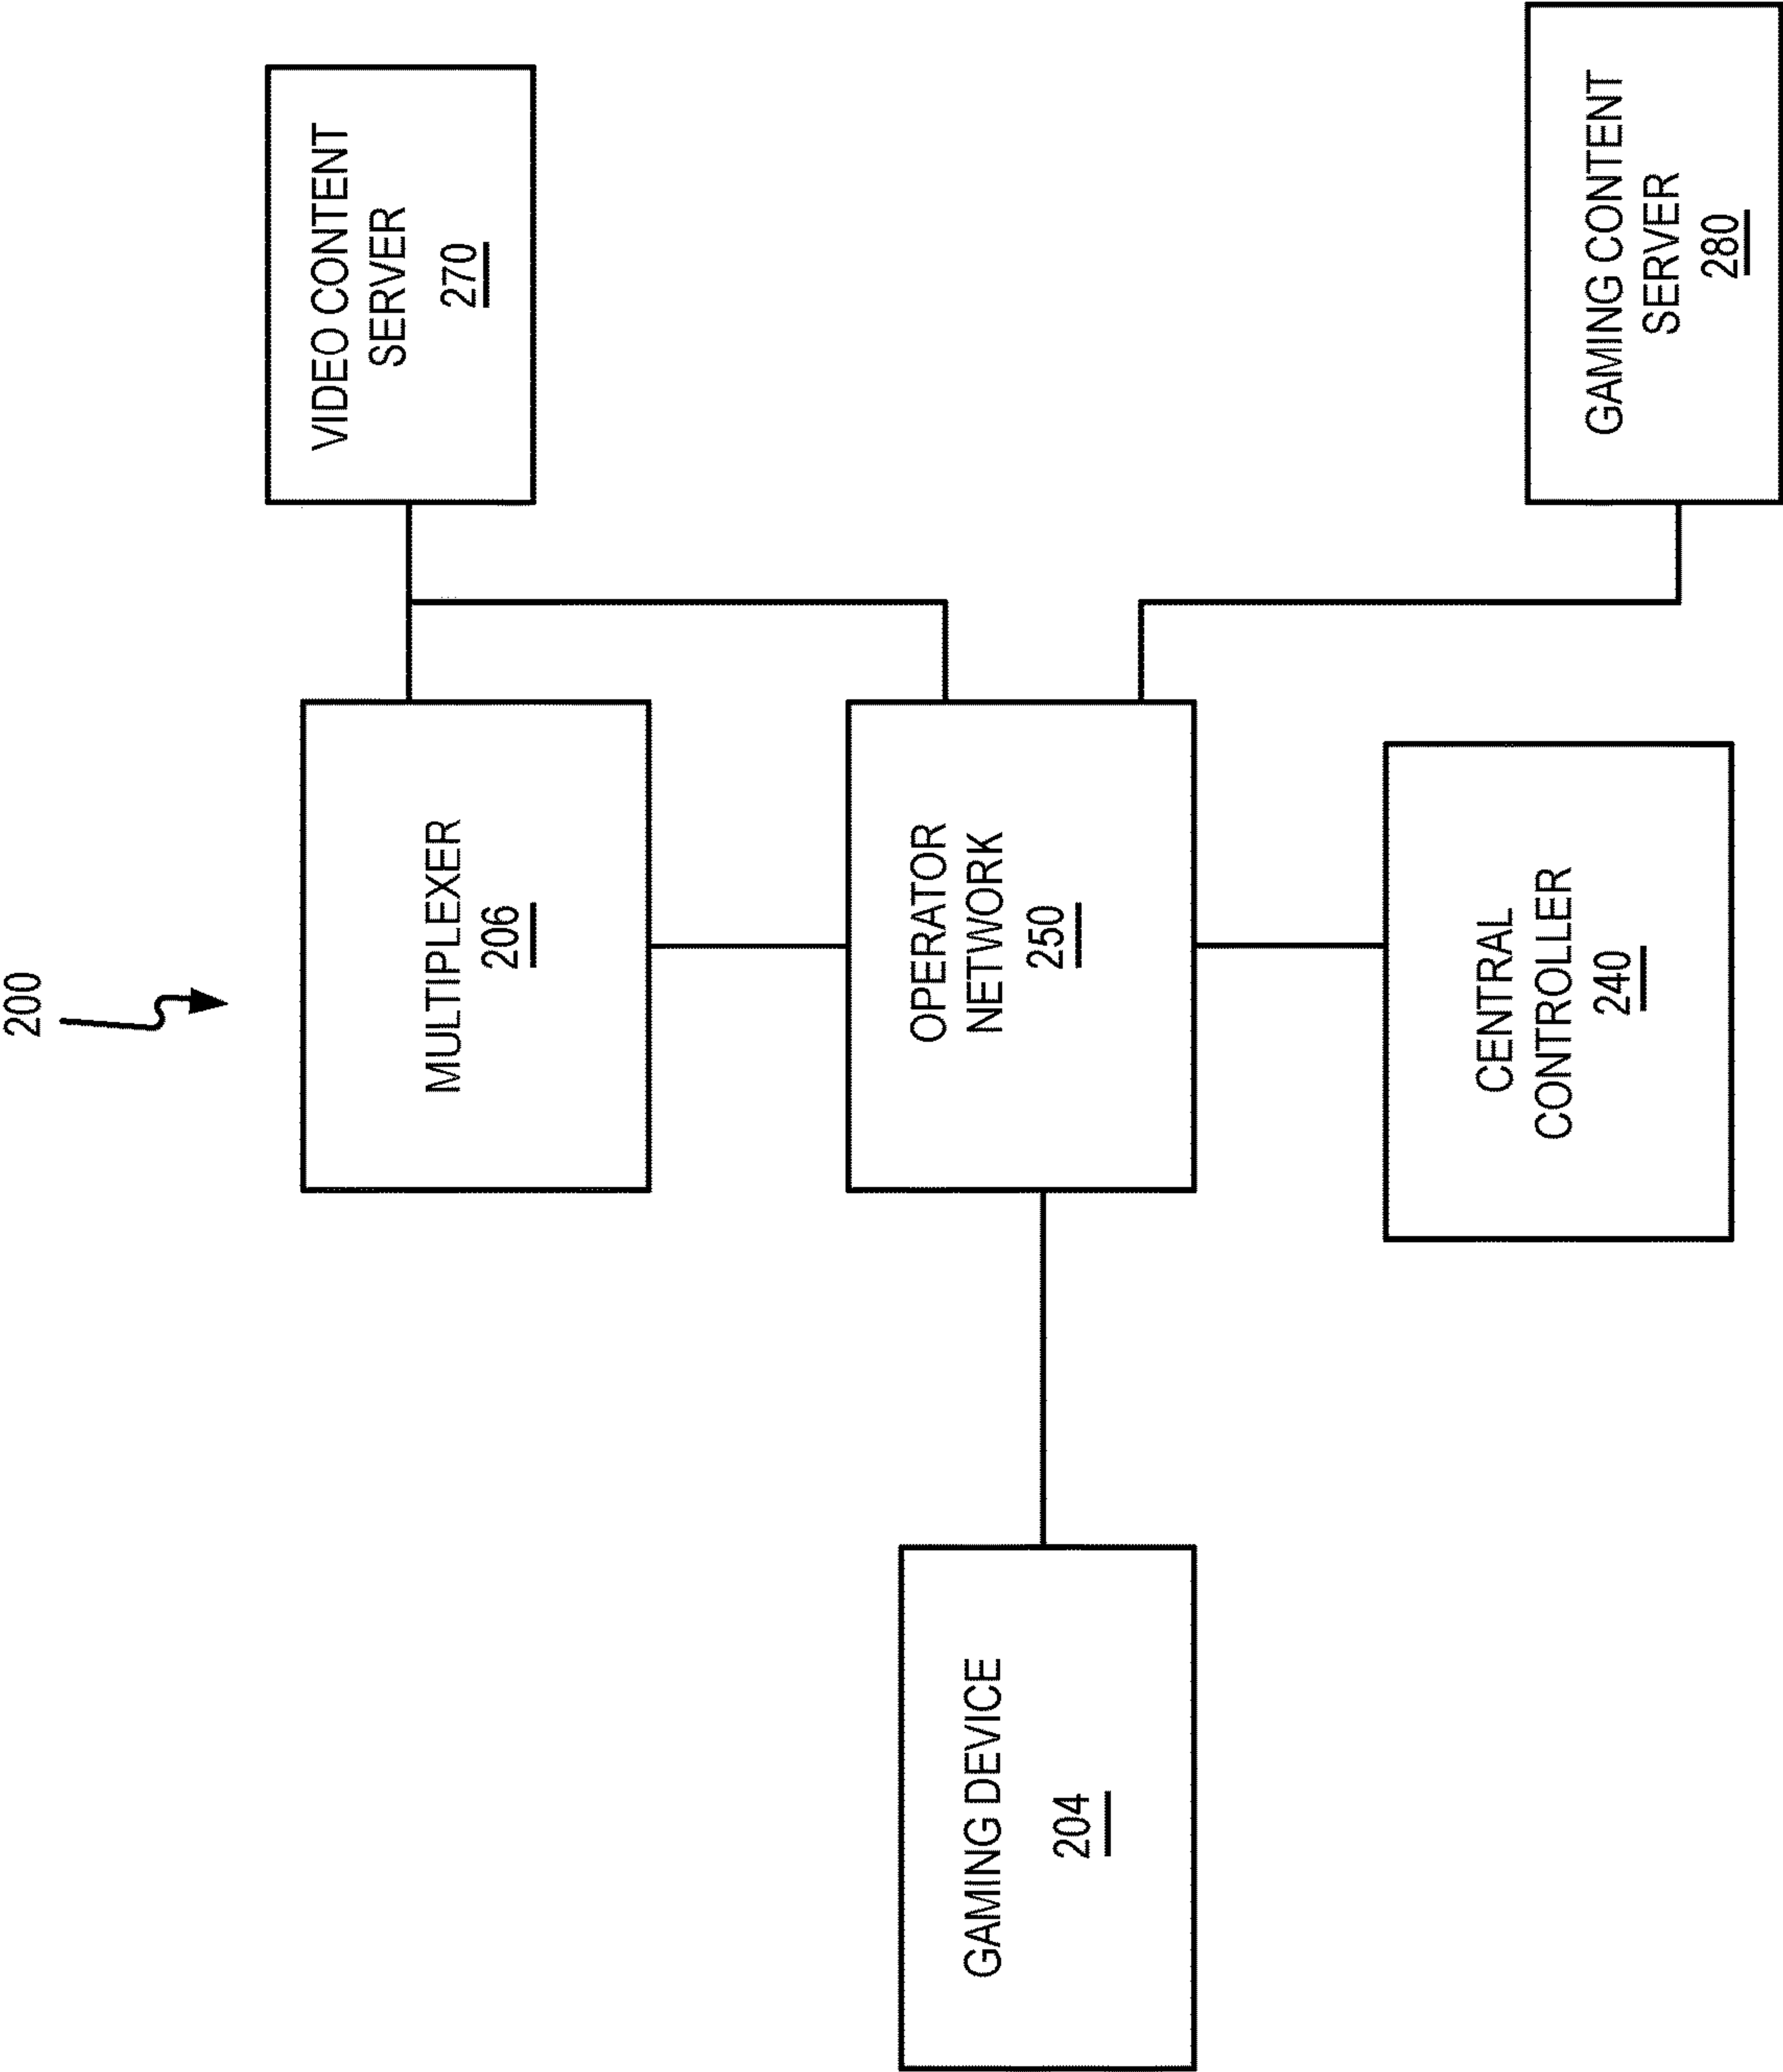 200
VIDEO CONTENT
SERVER
270
MULTIPLEXER
206
OPERATOR
NETWORK
250
GAMING DEVICE
204
CENTRAL
CONTROLLER
240
GAMING CONTENT
SERVER
280